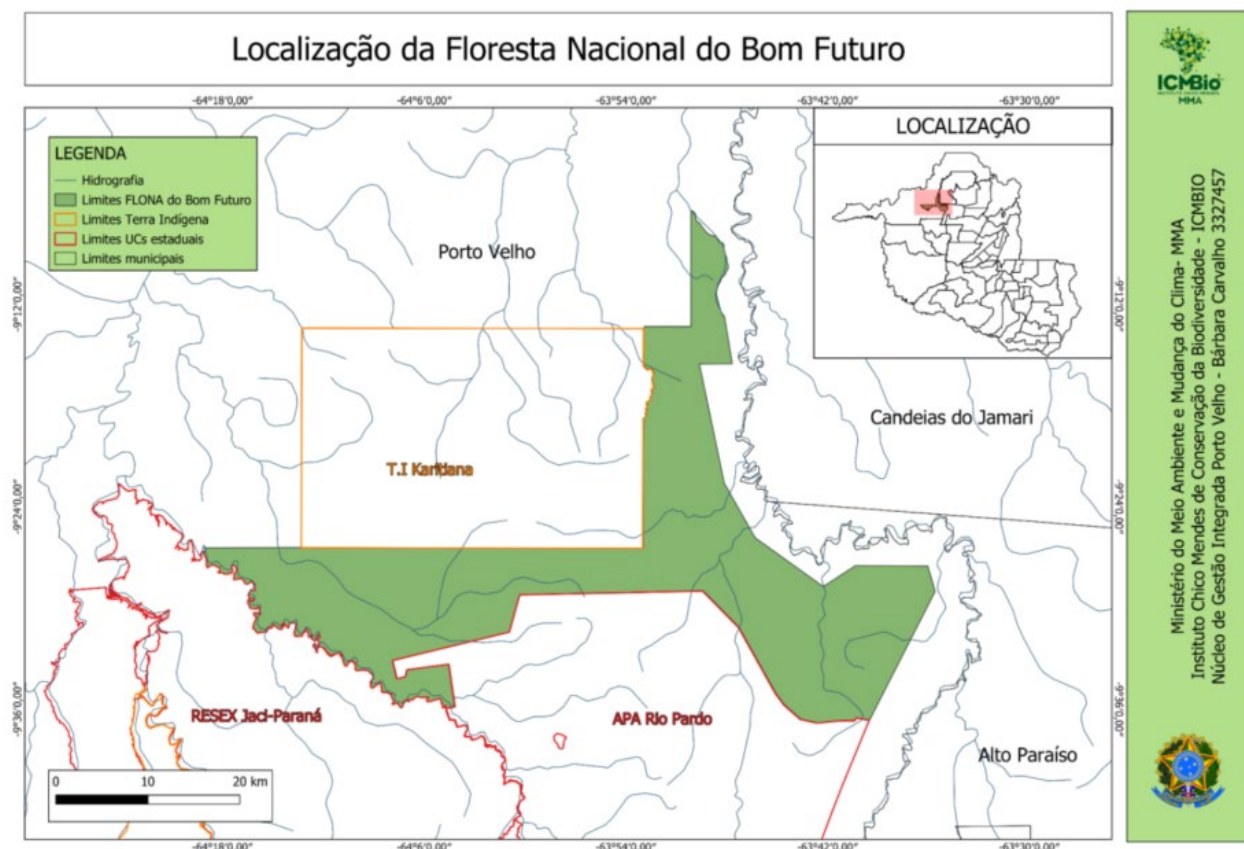 Localização da Floresta Nacional do Bom Futuro
-64°18'0,00"
-64°6'0,00"
-63°54'0,00"
-63°42'0,00"
-63°30'0,00"
LEGENDA
Hidrografia
Limites FLONA do Bom Futuro
Limites Terra Indígena
Limites UCs estaduais
Limites municipais
LOCALIZAÇÃO
Porto Velho
Candeias do Jamari
T.I Karitiana
RESEX Jaci-Paraná
APA Rio Pardo
Alto Paraíso
-9°12'0,00"
-9°24'0,00"
-9°36'0,00"
-9°12'0,00"
-9°24'0,00"
-9°36'0,00"
0 10 20 km
-64°18'0,00"
-64°6'0,00"
-63°54'0,00"
-63°42'0,00"
-63°30'0,00"
ICMBio
MMA
Ministério do Meio Ambiente e Mudança do Clima- MMA
Instituto Chico Mendes de Conservação da Biodiversidade - ICMBIO
Núcleo de Gestão Integrada Porto Velho - Bárbara Carvalho 3327457